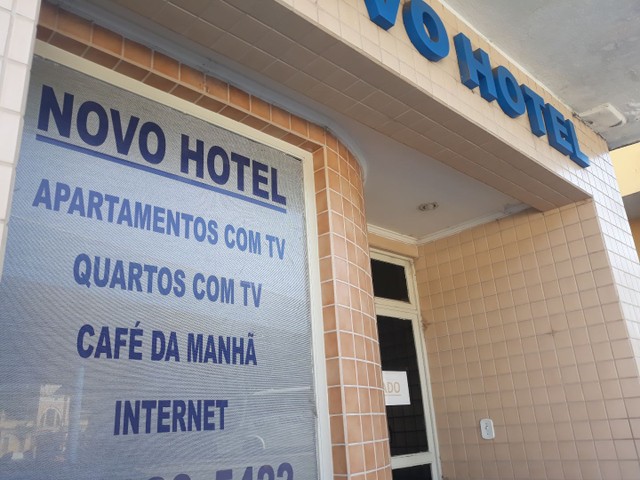 VO HOTEL
NOVO HOTEL
APARTAMENTOS COM TV
QUARTOS COM TV
CAFÉ DA MANHÃ
INTERNET